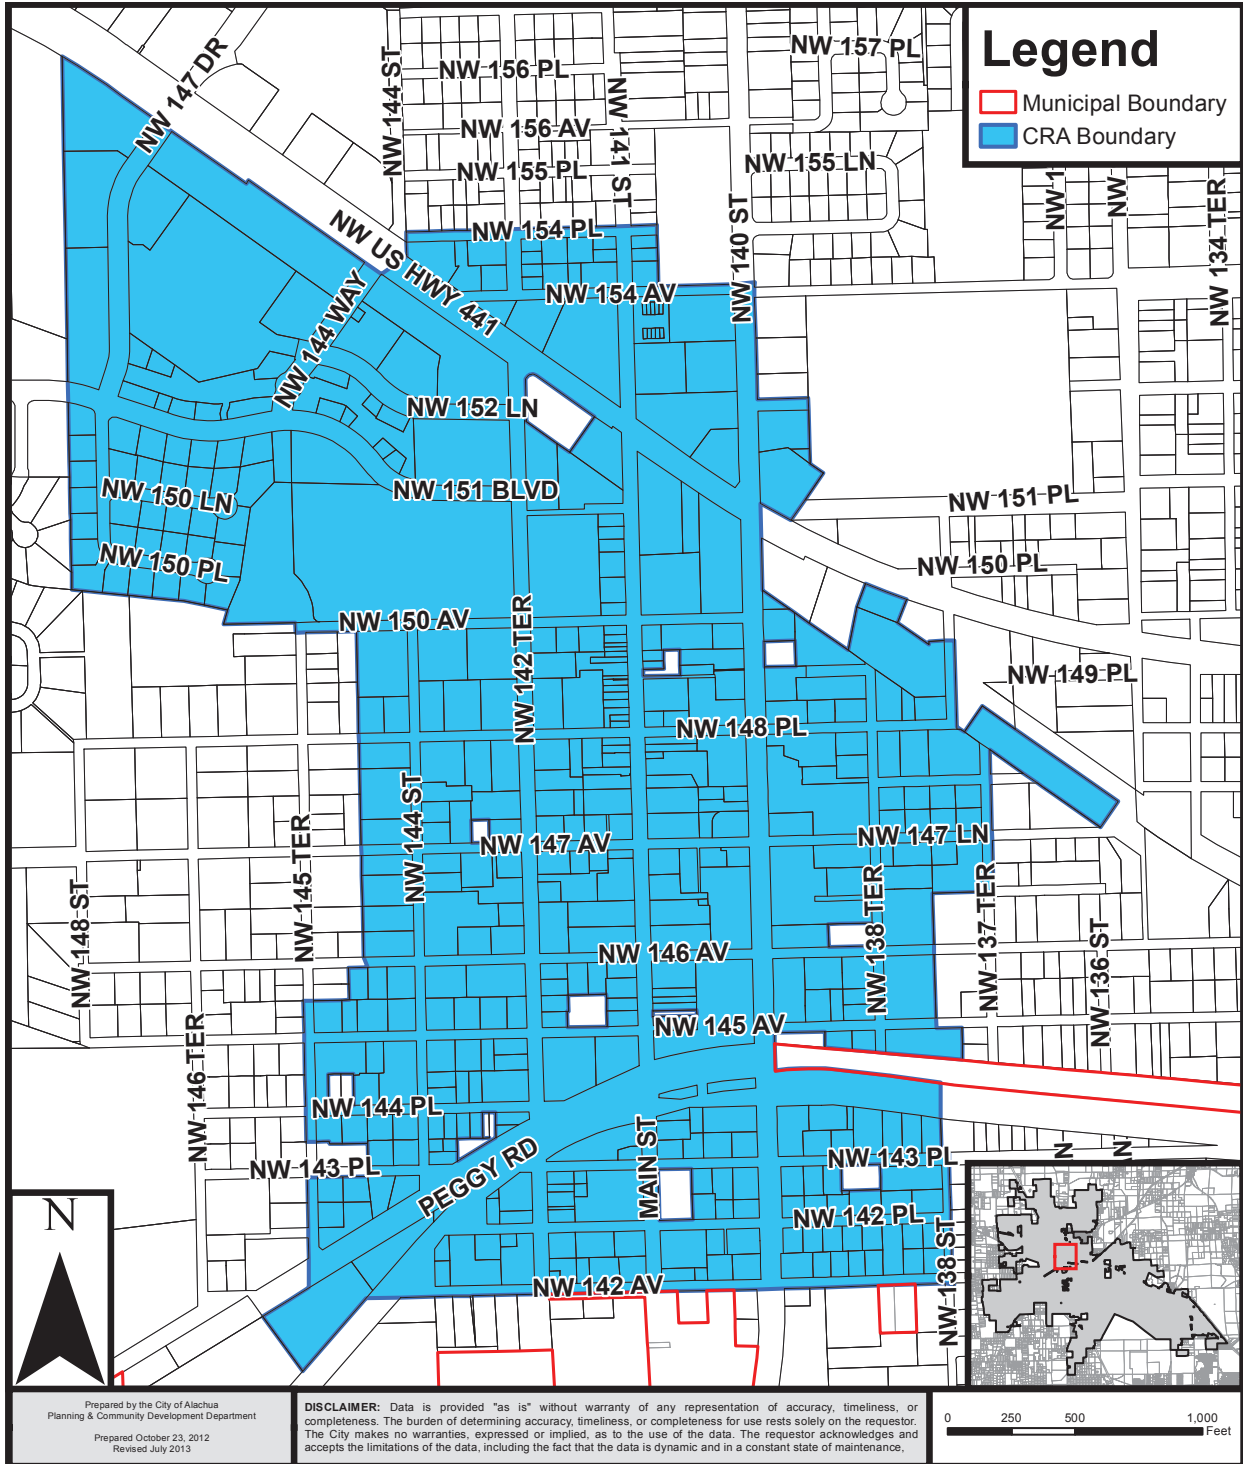 Legend
Municipal Boundary
CRA Boundary
NW 147 DR
NW 144 ST
NW 156 PL
NW 157 PL
NW 156 AV
NW 141 ST
NW 155 PL
NW 155 LN
NW 1
NW
NW 134 TER
NW 154 PL
NW US HWY 441
NW 140 ST
NW 154 AV
NW 144 WAY
NW 152 LN
NW 151 BLVD
NW 150 LN
NW 151 PL
NW 150 PL
NW 150 PL
NW 150 AV
NW 142 TER
NW 149 PL
NW 148 PL
NW 144 ST
NW 147 AV
NW 147 LN
NW 145 TER
NW 148 ST
NW 138 TER
NW 137 TER
NW 146 AV
NW 136 ST
NW 145 AV
NW 146 TER
NW 144 PL
NW 143 PL
PEGGY RD
MAIN ST
NW 143 PL
N
N
NW 142 PL
NW 138 ST
NW 142 AV
N
Prepared by the City of Alachua
Planning & Community Development Department
Prepared October 23, 2012
Revised July 2013
DISCLAIMER: Data is provided "as is" without warranty of any representation of accuracy, timeliness, or
completeness. The burden of determining accuracy, timeliness, or completeness for use rests solely on the requestor.
The City makes no warranties, expressed or implied, as to the use of the data. The requestor acknowledges and
accepts the limitations of the data, including the fact that the data is dynamic and in a constant state of maintenance,
0 250 500 1,000
Feet